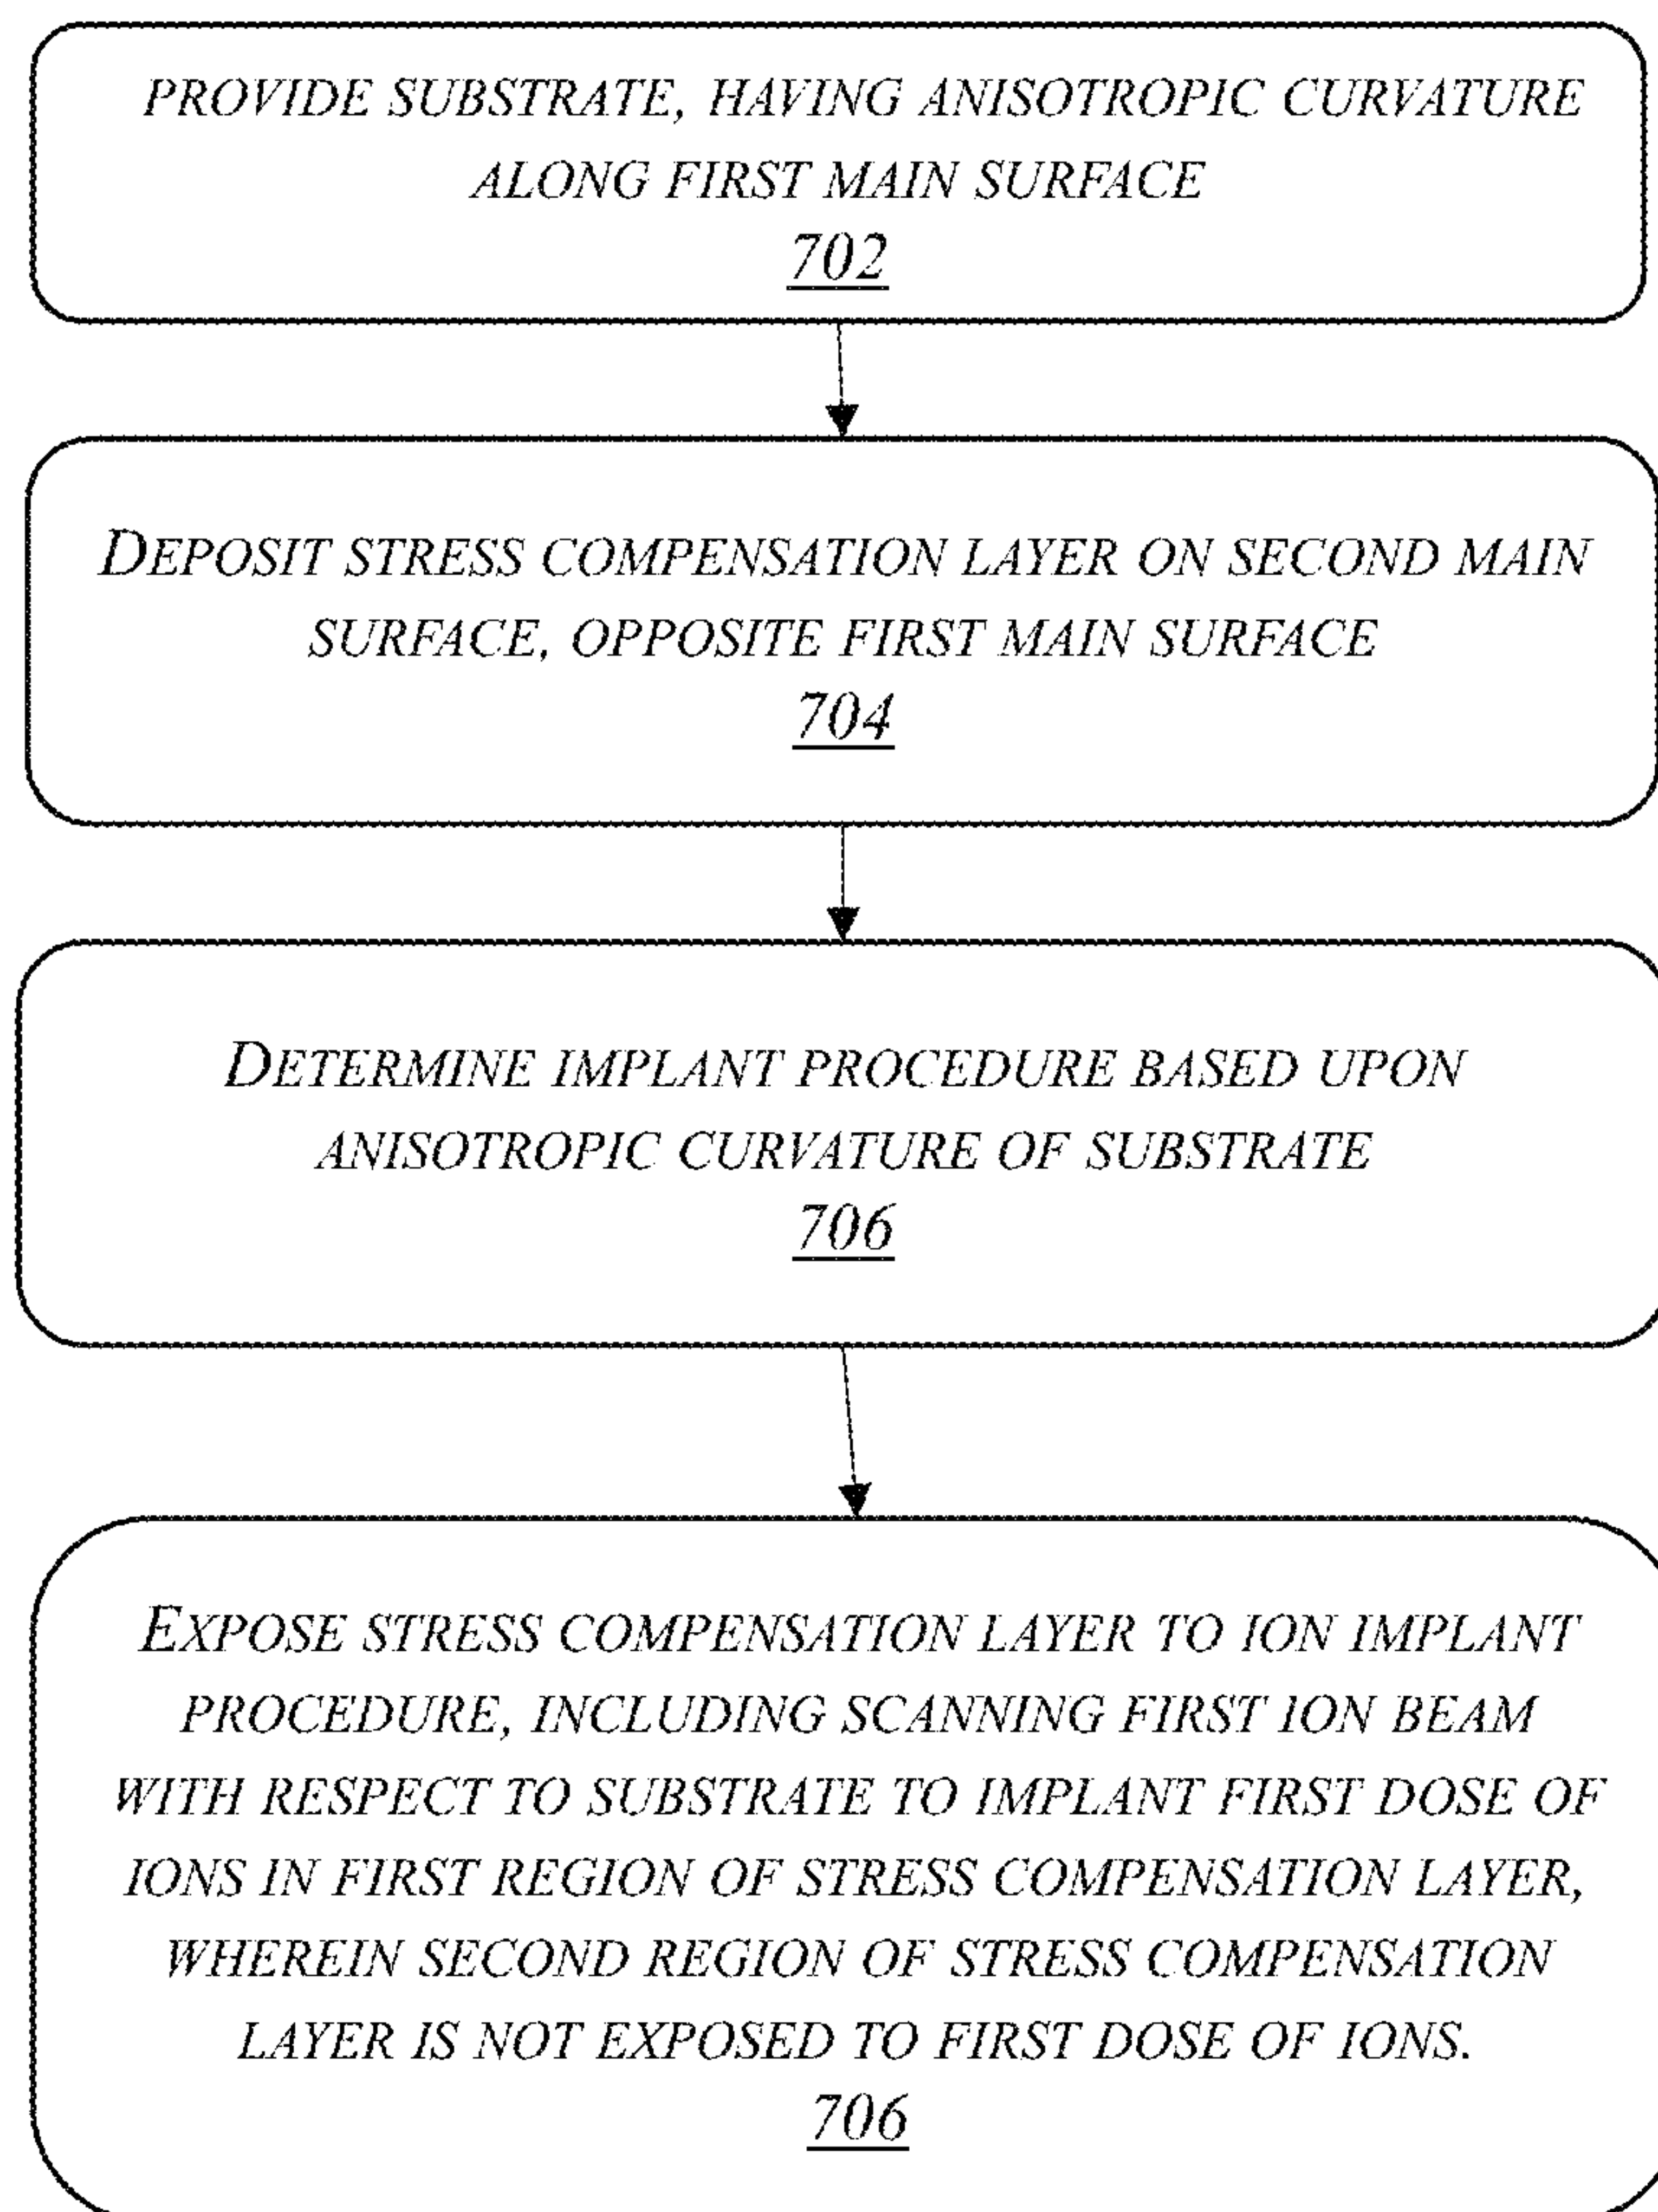 PROVIDE SUBSTRATE, HAVING ANISOTROPIC CURVATURE
ALONG FIRST MAIN SURFACE
702
DEPOSIT STRESS COMPENSATION LAYER ON SECOND MAIN
SURFACE, OPPOSITE FIRST MAIN SURFACE
704
DETERMINE IMPLANT PROCEDURE BASED UPON
ANISOTROPIC CURVATURE OF SUBSTRATE
706
EXPOSE STRESS COMPENSATION LAYER TO ION IMPLANT
PROCEDURE, INCLUDING SCANNING FIRST ION BEAM
WITH RESPECT TO SUBSTRATE TO IMPLANT FIRST DOSE OF
IONS IN FIRST REGION OF STRESS COMPENSATION LAYER,
WHEREIN SECOND REGION OF STRESS COMPENSATION
LAYER IS NOT EXPOSED TO FIRST DOSE OF IONS.
706